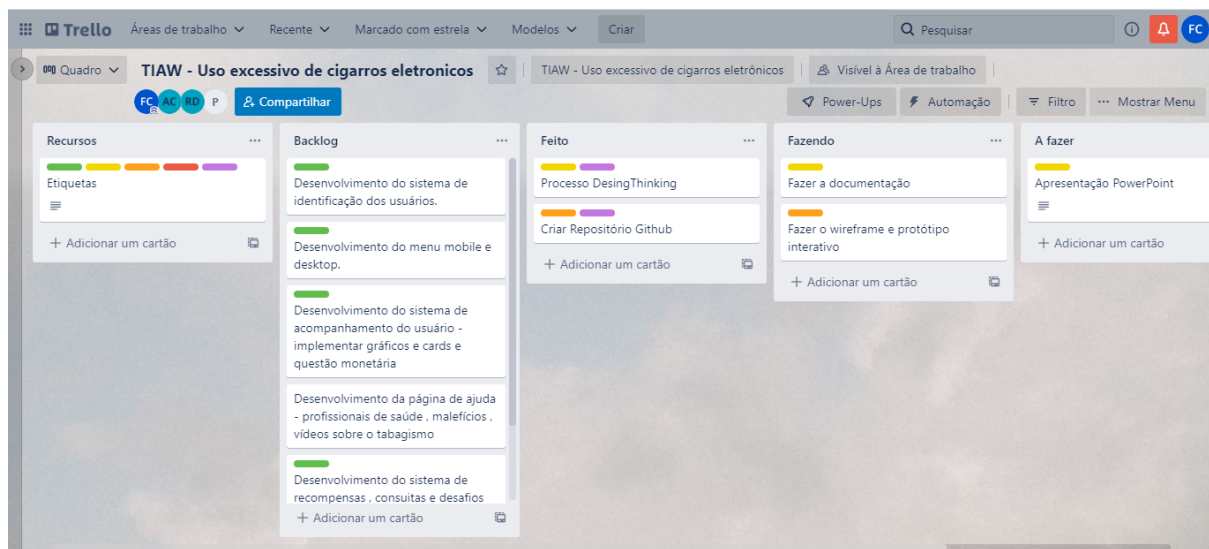 Trello Áreas de trabalho Recente Marcado com estrela Modelos Criar Pesquisar FC
Quadro TIAW - Uso excessivo de cigarros eletronicos TIAW - Uso excessivo de cigarros eletrônicos Visível à Área de trabalho
FC AC RD P Compartilhar Power-Ups Automação Filtro Mostrar Menu
Recursos
Etiquetas
+ Adicionar um cartão
Backlog
Desenvolvimento do sistema de
identificação dos usuários.
Desenvolvimento do menu mobile e
desktop.
Desenvolvimento do sistema de
acompanhamento do usuário -
implementar gráficos e cards e
questão monetária
Desenvolvimento da página de ajuda
- profissionais de saúde , malefícios ,
vídeos sobre o tabagismo
Desenvolvimento do sistema de
recompensas , consuitas e desafios
+ Adicionar um cartão
Feito
Processo DesingThinking
Criar Repositório Github
+ Adicionar um cartão
Fazendo
Fazer a documentação
Fazer o wireframe e protótipo
interativo
+ Adicionar um cartão
A fazer
Apresentação PowerPoint
+ Adicionar um cartão